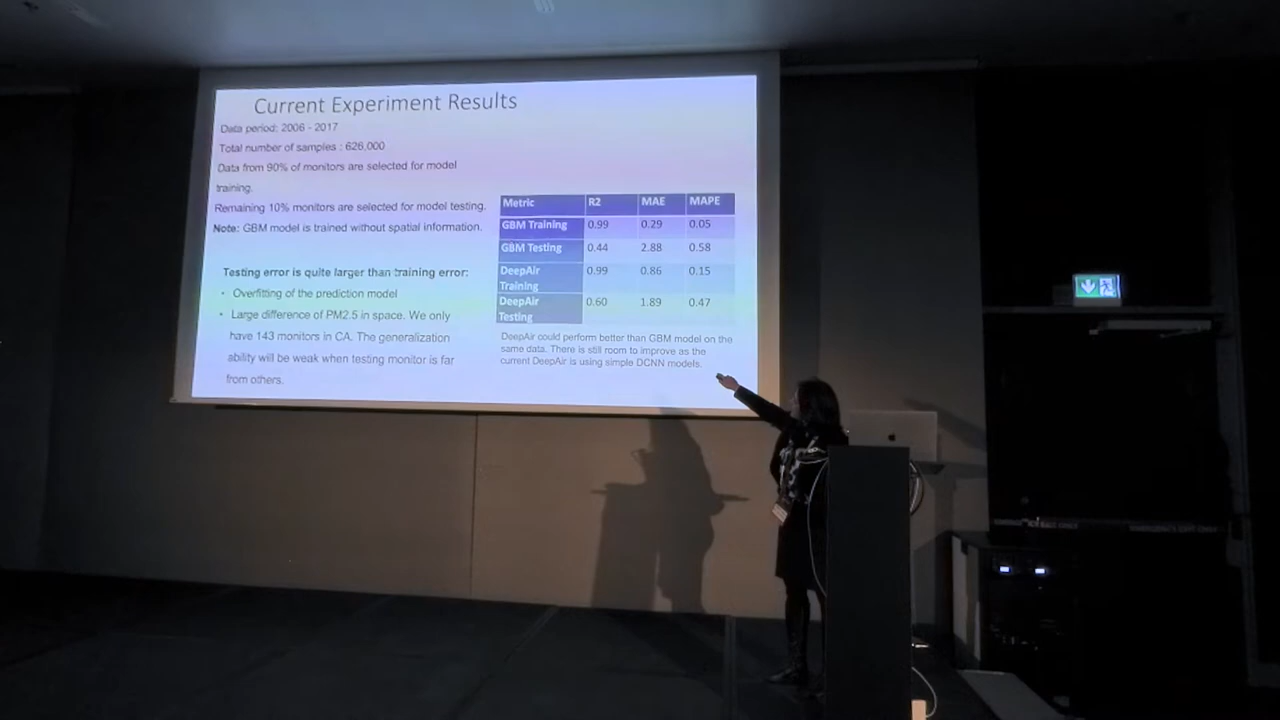 Current Experiment Results
Data period: 2006 - 2017
Total number of samples : 626,000
Data from 90% of monitors are selected for model
training.
Remaining 10% monitors are selected for model testing.
Note: GBM model is trained without spatial information.
Testing error is quite larger than training error:
• Overfitting of the prediction model
• Large difference of PM2.5 in space. We only
have 143 monitors in CA. The generalization
ability will be weak when testing monitor is far
from others.
Metric R2 MAE MAPE
GBM Training 0.99 0.29 0.05
GBM Testing 0.44 2.88 0.58
DeepAir 0.99 0.86 0.15
Training
DeepAir 0.60 1.89 0.47
Testing
DeepAir could perform better than GBM model on the
same data. There is still room to improve as the
current DeepAir is using simple DCNN models.